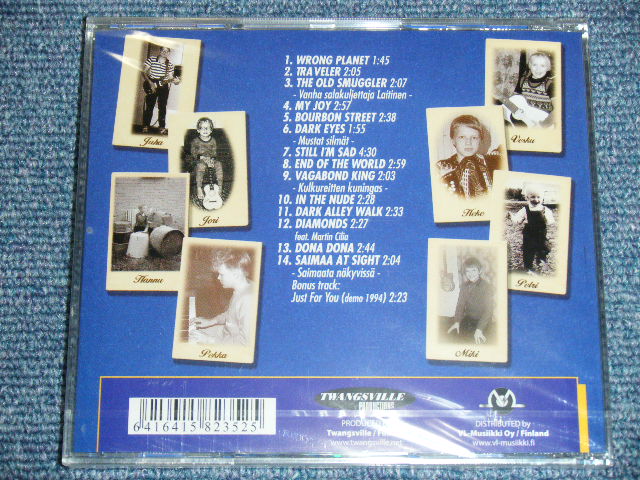 1. WRONG PLANET 1:45
2. TRAVELER 2:05
3. THE OLD SMUGGLER 2:07
- Vanha salakuljettaja Laitinen -
4. MY JOY 2:57
5. BOURBON STREET 2:38
6. DARK EYES 1:55
- Mustat silmät -
7. STILL I'M SAD 4:30
8. END OF THE WORLD 2:59
9. VAGABOND KING 2:03
- Kulkureitten kuningas -
10. IN THE NUDE 2:28
11. DARK ALLEY WALK 2:33
12. DIAMONDS 2:27
feat. Martin Cilia
13. DONA DONA 2:44
14. SAIMAA AT SIGHT 2:04
- Saimaata näkyvissä -
Bonus track:
Just For You (demo 1994) 2:23
Juha
Jori
Hannu
Pekka
Vesku
Heko
Petri
Miki
6 416415 823525
TWANGSVILLE
PRODUCTIONS
Twangsville /
www.twangsville.net
DISTRIBUTED by
VL-Musiikki Oy / Finland
www.vl-musiikki.fi